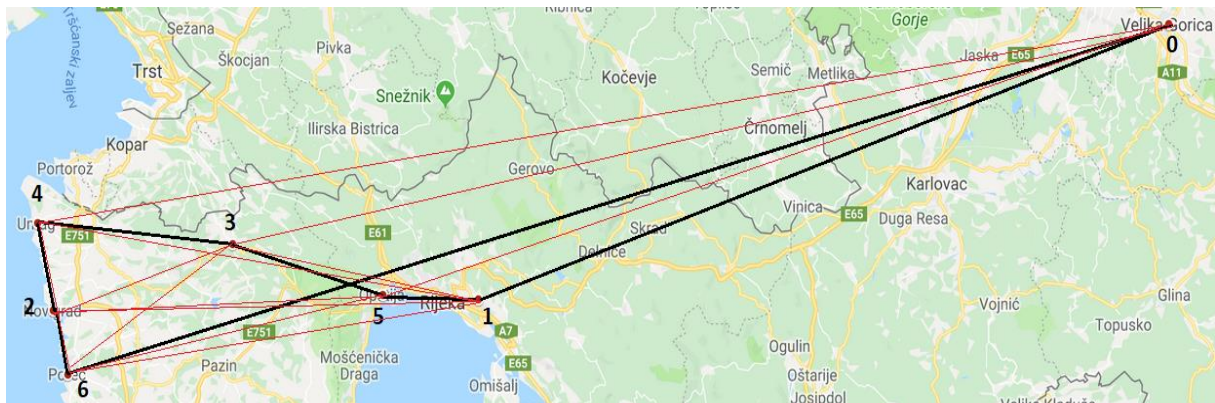 Ribnica
Gorje
Velika Gorica
0
Sežana
Škocjan
Pivka
E65
Jaska
Trst
Kočevje
Semič
Metlika
A11
Snežnik
Ilirska Bistrica
Črnomelj
Kopar
Portorož
Gerovo
Karlovac
4
3
Vinica
E65
Duga Resa
Umag
E751
E61
Skrad
Delnice
2
Novigrad
Opatija
Rijeka
5
1
Vojnić
Glina
E751
A7
Topusko
Poreč
6
Pazin
Mošćenička
Draga
E65
Ogulin
Omišalj
Oštarije
Josipdol
Velika Kladuša